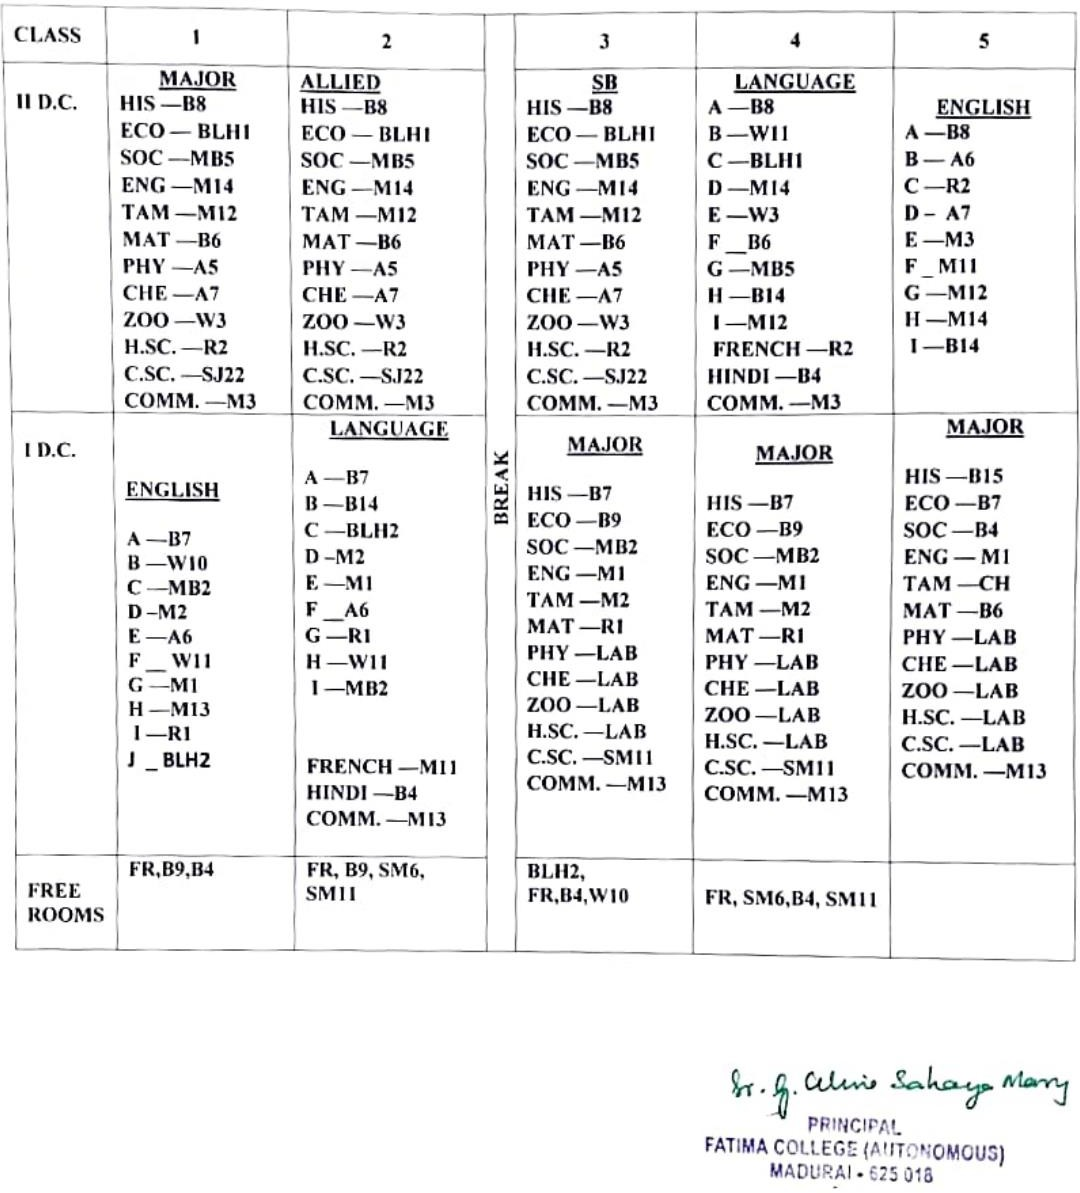 CLASS 1 2 3 4 5
II D.C.
MAJOR
HIS —B8
ECO — BLH1
SOC —MB5
ENG —M14
TAM —M12
MAT —B6
PHY —A5
CHE —A7
ZOO —W3
H.SC. —R2
C.SC. —SJ22
COMM. —M3
ALLIED
HIS —B8
ECO — BLH1
SOC —MB5
ENG —M14
TAM —M12
MAT —B6
PHY —A5
CHE —A7
ZOO —W3
H.SC. —R2
C.SC. —SJ22
COMM. —M3
BREAK
SB
HIS —B8
ECO — BLH1
SOC —MB5
ENG —M14
TAM —M12
MAT —B6
PHY —A5
CHE —A7
ZOO —W3
H.SC. —R2
C.SC. —SJ22
COMM. —M3
LANGUAGE
A —B8
B —W11
C —BLH1
D —M14
E —W3
F __B6
G —MB5
H —B14
I —M12
FRENCH —R2
HINDI —B4
COMM. —M3
ENGLISH
A —B8
B — A6
C —R2
D – A7
E —M3
F _ M11
G —M12
H —M14
I —B14
I D.C.
ENGLISH
A —B7
B —W10
C —MB2
D –M2
E —A6
F __ W11
G —M1
H —M13
I —R1
J _ BLH2
LANGUAGE
A —B7
B —B14
C —BLH2
D –M2
E —M1
F __A6
G —R1
H —W11
I —MB2
FRENCH —M11
HINDI —B4
COMM. —M13
MAJOR
HIS —B7
ECO —B9
SOC —MB2
ENG —M1
TAM —M2
MAT —R1
PHY —LAB
CHE —LAB
ZOO —LAB
H.SC. —LAB
C.SC. —SM11
COMM. —M13
MAJOR
HIS —B7
ECO —B9
SOC —MB2
ENG —M1
TAM —M2
MAT —R1
PHY —LAB
CHE —LAB
ZOO —LAB
H.SC. —LAB
C.SC. —SM11
COMM. —M13
MAJOR
HIS —B15
ECO —B7
SOC —B4
ENG — M1
TAM —CH
MAT —B6
PHY —LAB
CHE —LAB
ZOO —LAB
H.SC. —LAB
C.SC. —LAB
COMM. —M13
FREE
ROOMS
FR,B9,B4
FR, B9, SM6,
SM11
BLH2,
FR,B4,W10
FR, SM6,B4, SM11
Sr. G. Celine Sahaya Mary
PRINCIPAL
FATIMA COLLEGE (AUTONOMOUS)
MADURAI - 625 018